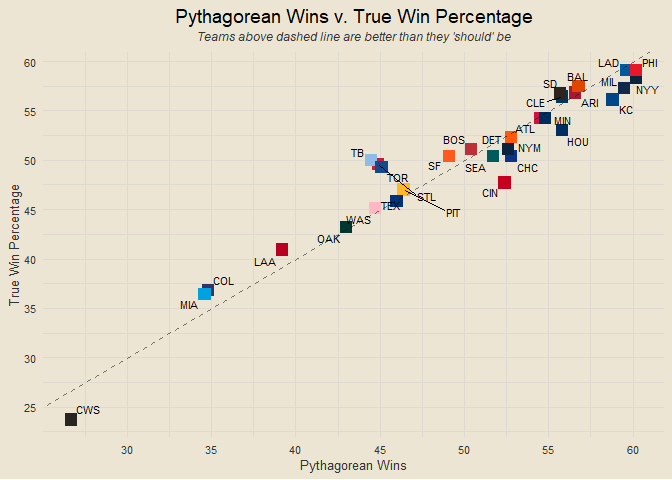 Pythagorean Wins v. True Win Percentage
Teams above dashed line are better than they 'should' be
60
LAD
PHI
BAL
SD
MIL
NYY
55
CLE
ARI
KC
ATL
MIN
HOU
BOS
DET
50
TB
NYM
SF
SEA
CHC
TOR
CIN
STL
TEX
45
WAS
PIT
OAK
40
LAA
COL
35
MIA
30
25
CWS
True Win Percentage
30
35
40
45
50
55
60
Pythagorean Wins